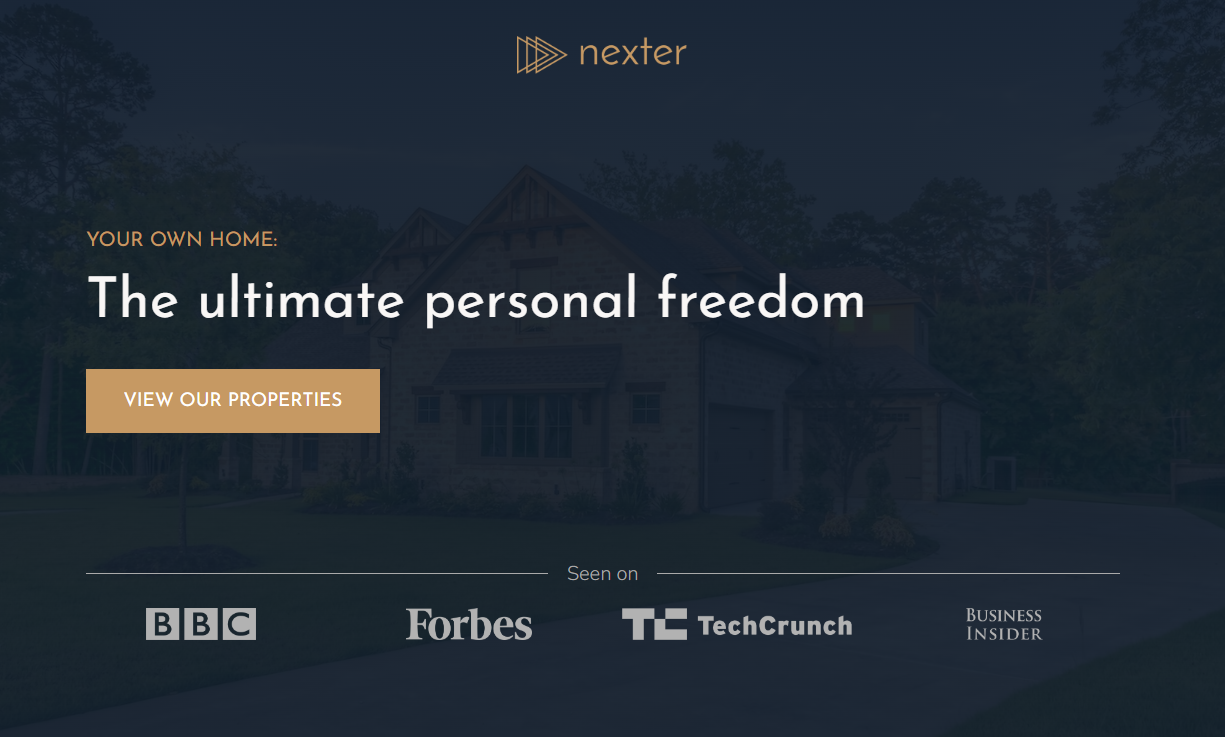 nexter
YOUR OWN HOME:
The ultimate personal freedom
VIEW OUR PROPERTIES
Seen on
BBC
Forbes
TC TechCrunch
BUSINESS
INSIDER